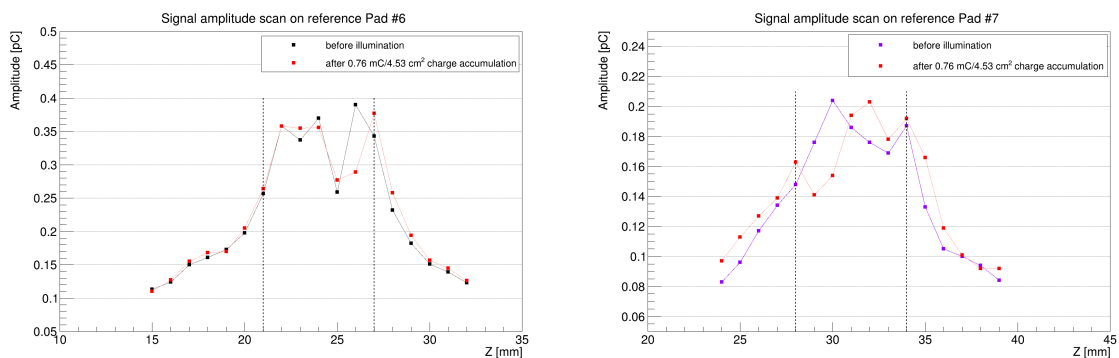 Signal amplitude scan on reference Pad #6
Amplitude [pC]
0.5
0.45
0.4
0.35
0.3
0.25
0.2
0.15
0.1
0.05
before illumination
after 0.76 mC/4.53 cm² charge accumulation
10 15 20 25 30 35
Z [mm]
Signal amplitude scan on reference Pad #7
Amplitude [pC]
0.24
0.22
0.2
0.18
0.16
0.14
0.12
0.1
0.08
0.06
before illumination
after 0.76 mC/4.53 cm² charge accumulation
20 25 30 35 40 45
Z [mm]